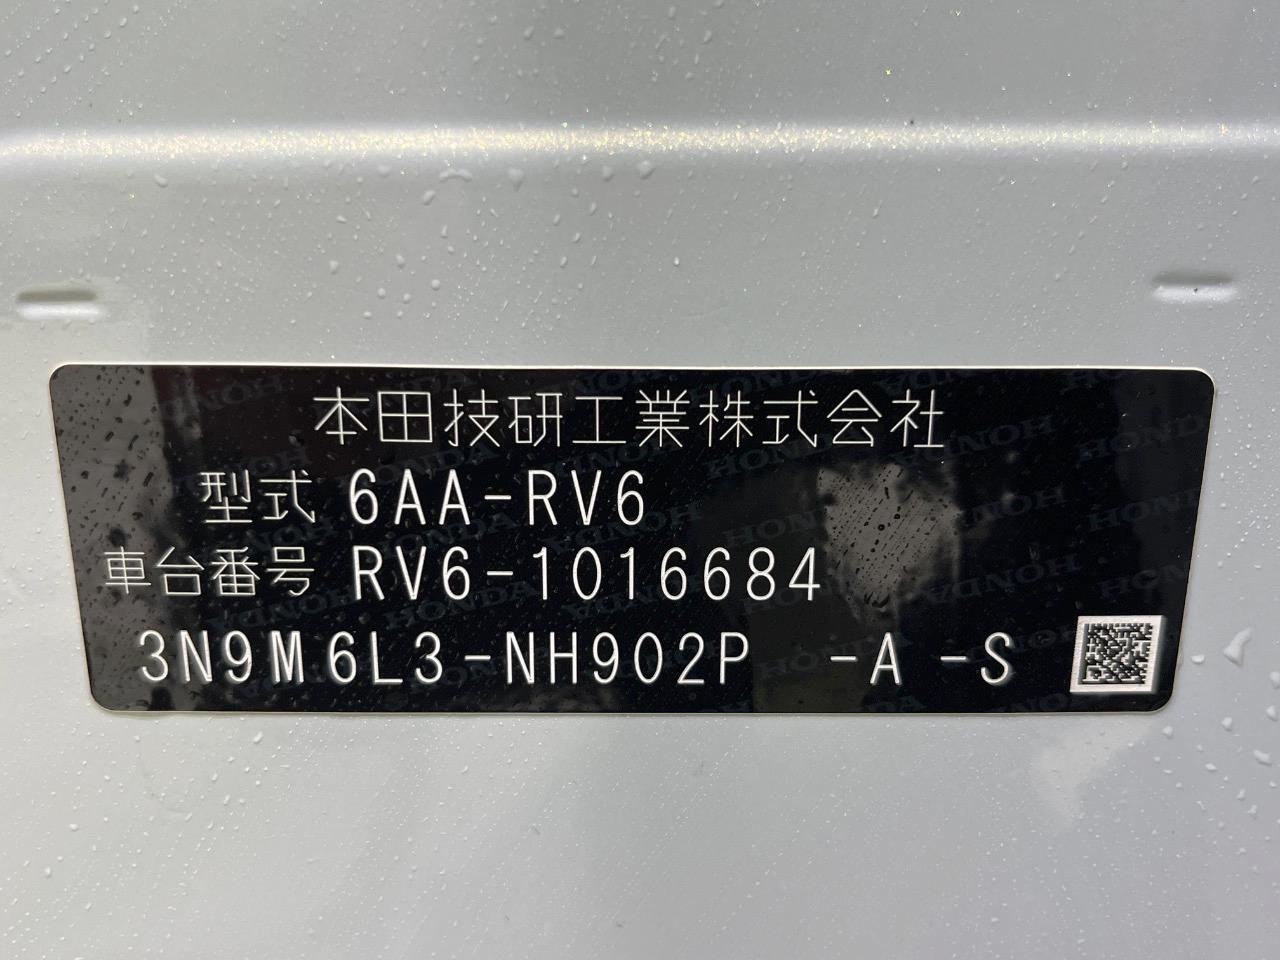 本田技研工業株式会社
型式 6AA-RV6
車台番号 RV6-1016684
3N9M6L3-NH902P -A -S